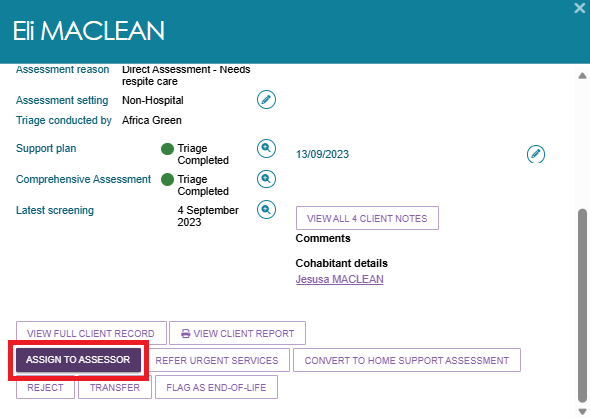 Eli MACLEAN
Assessment reason Direct Assessment - Needs
respite care
Assessment setting Non-Hospital
Triage conducted by Africa Green
Support plan Triage
Completed
13/09/2023
Comprehensive Assessment Triage
Completed
Latest screening 4 September
2023
VIEW ALL 4 CLIENT NOTES
Comments
Cohabitant details
Jesusa MACLEAN
VIEW FULL CLIENT RECORD VIEW CLIENT REPORT
ASSIGN TO ASSESSOR REFER URGENT SERVICES CONVERT TO HOME SUPPORT ASSESSMENT
REJECT TRANSFER FLAG AS END-OF-LIFE